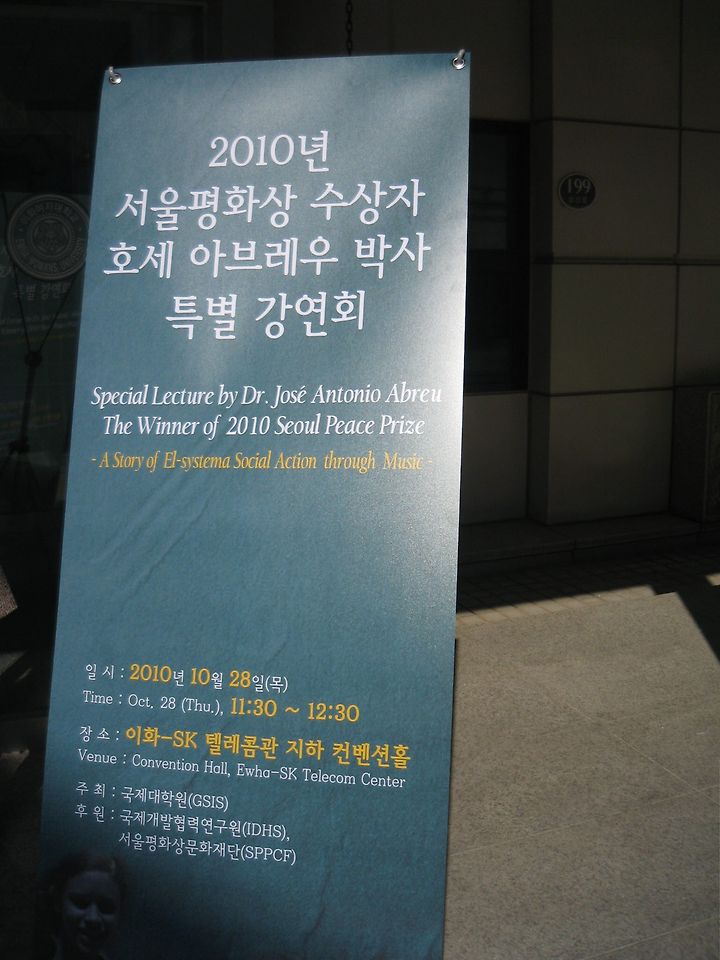 2010년
서울평화상 수상자
호세 아브레우 박사
특별 강연회
Special Lecture by Dr. José Antonio Abreu
The Winner of 2010 Seoul Peace Prize
- A Story of El-systema Social Action through Music -
일 시 : 2010년 10월 28일(목)
Time : Oct. 28 (Thu.), 11:30 ~ 12:30
장 소 : 이화-SK 텔레콤관 지하 컨벤션홀
Venue : Convention Hall, Ewha-SK Telecom Center
주 최 : 국제대학원(GSIS)
후 원 : 국제개발협력연구원(IDHS),
서울평화상문화재단(SPPCF)
199